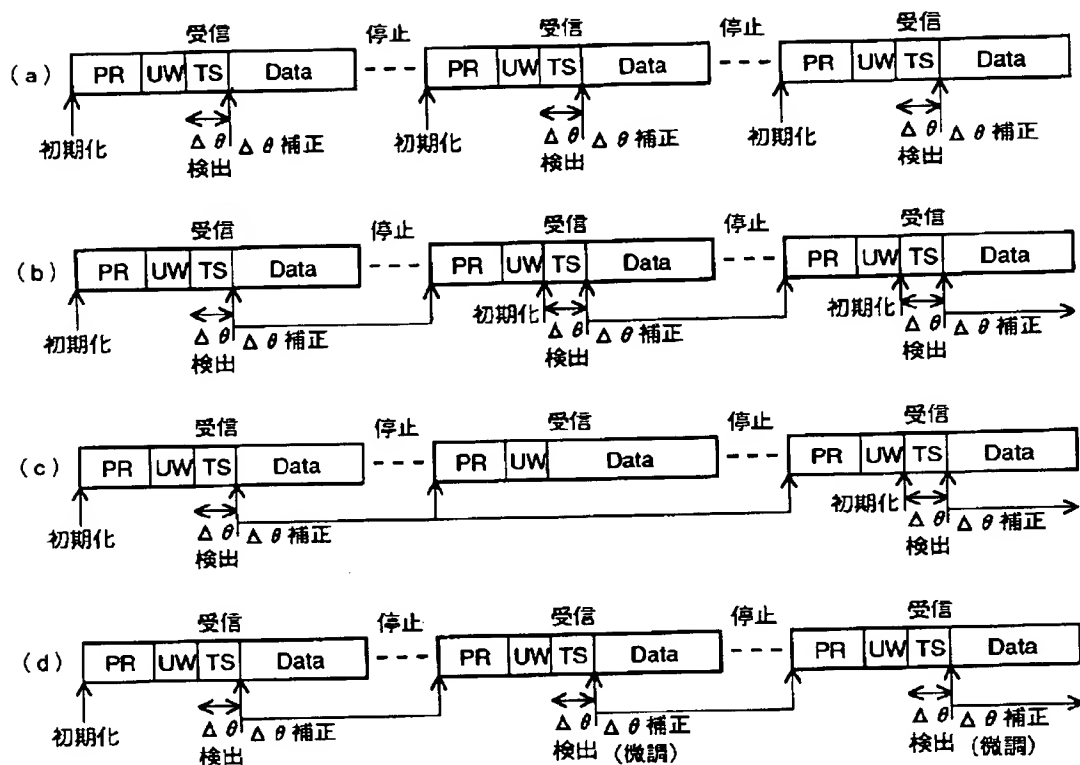 受信 停止 受信 停止 受信
(a) PR UW TS Data PR UW TS Data PR UW TS Data
初期化 Δθ Δθ補正 初期化 Δθ Δθ補正 初期化 Δθ Δθ補正
検出 検出 検出
受信 停止 受信 停止 受信
(b) PR UW TS Data PR UW TS Data PR UW TS Data
初期化 Δθ Δθ補正 初期化 Δθ Δθ補正 初期化 Δθ Δθ補正
検出 検出 検出
受信 停止 受信 停止 受信
(c) PR UW TS Data PR UW Data PR UW TS Data
初期化 Δθ Δθ補正 初期化 Δθ Δθ補正
検出 検出
受信 停止 受信 停止 受信
(d) PR UW TS Data PR UW TS Data PR UW TS Data
初期化 Δθ Δθ補正 Δθ Δθ補正 Δθ Δθ補正
検出 検出 (微調) 検出 (微調)